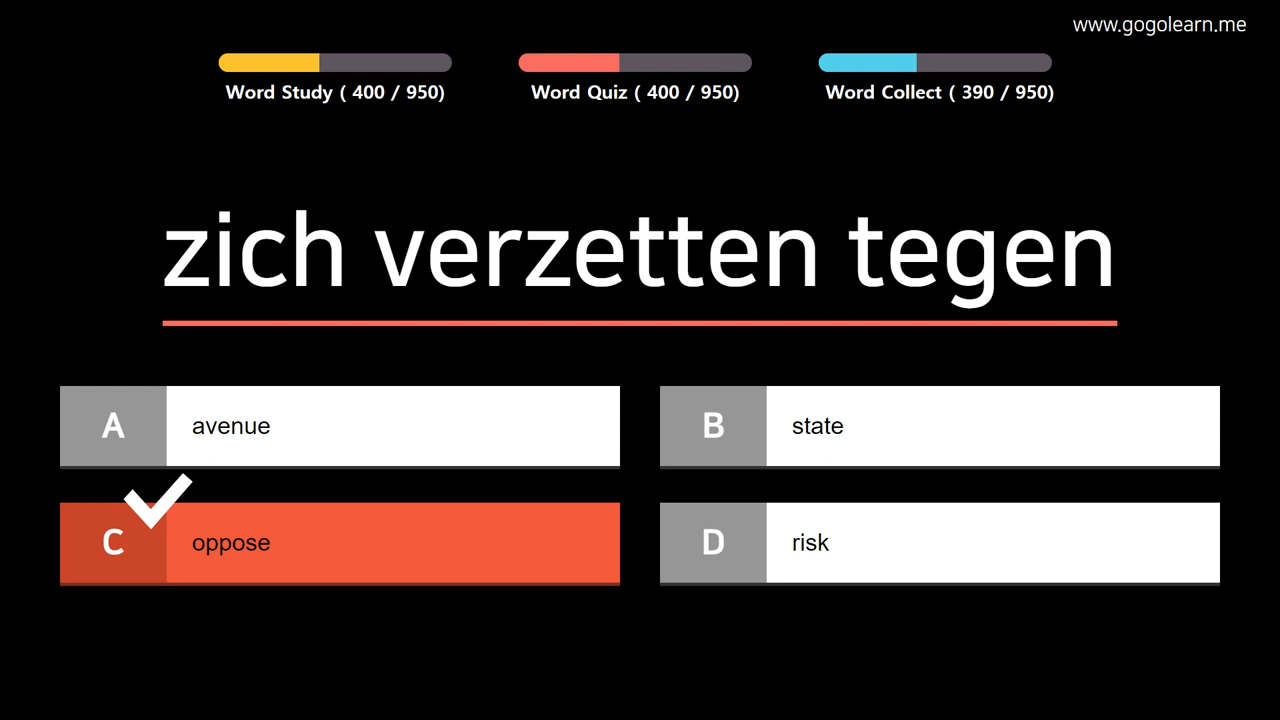 www.gogolearn.me
Word Study ( 400 / 950)
Word Quiz ( 400 / 950)
Word Collect ( 390 / 950)
zich verzetten tegen
A avenue
B state
C oppose
D risk